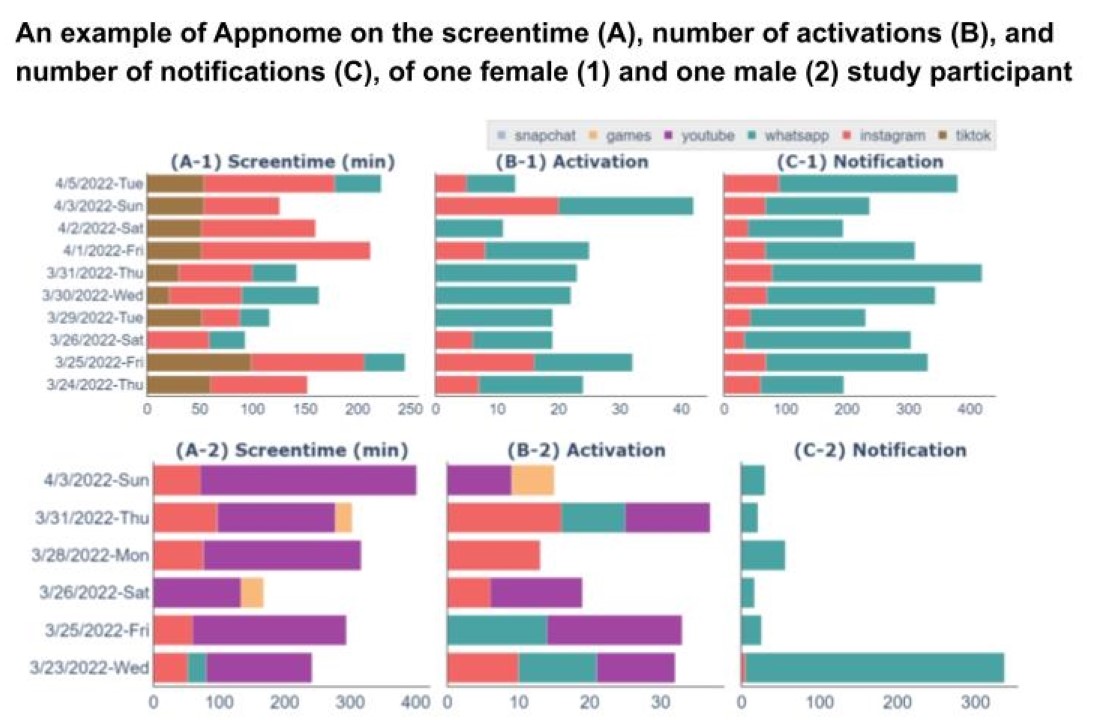 An example of Appnome on the screentime (A), number of activations (B), and
number of notifications (C), of one female (1) and one male (2) study participant
snapchat games youtube whatsapp instagram tiktok
(A-1) Screentime (min) (B-1) Activation (C-1) Notification
4/5/2022-Tue
4/3/2022-Sun
4/2/2022-Sat
4/1/2022-Fri
3/31/2022-Thu
3/30/2022-Wed
3/29/2022-Tue
3/26/2022-Sat
3/25/2022-Fri
3/24/2022-Thu
0 50 100 150 200 250 0 10 20 30 40 0 100 200 300 400
(A-2) Screentime (min) (B-2) Activation (C-2) Notification
4/3/2022-Sun
3/31/2022-Thu
3/28/2022-Mon
3/26/2022-Sat
3/25/2022-Fri
3/23/2022-Wed
0 100 200 300 400 0 10 20 30 0 100 200 300